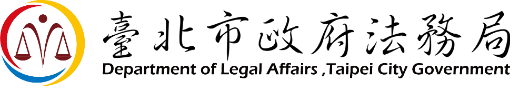 臺北市政府法務局
Department of Legal Affairs ,Taipei City Government